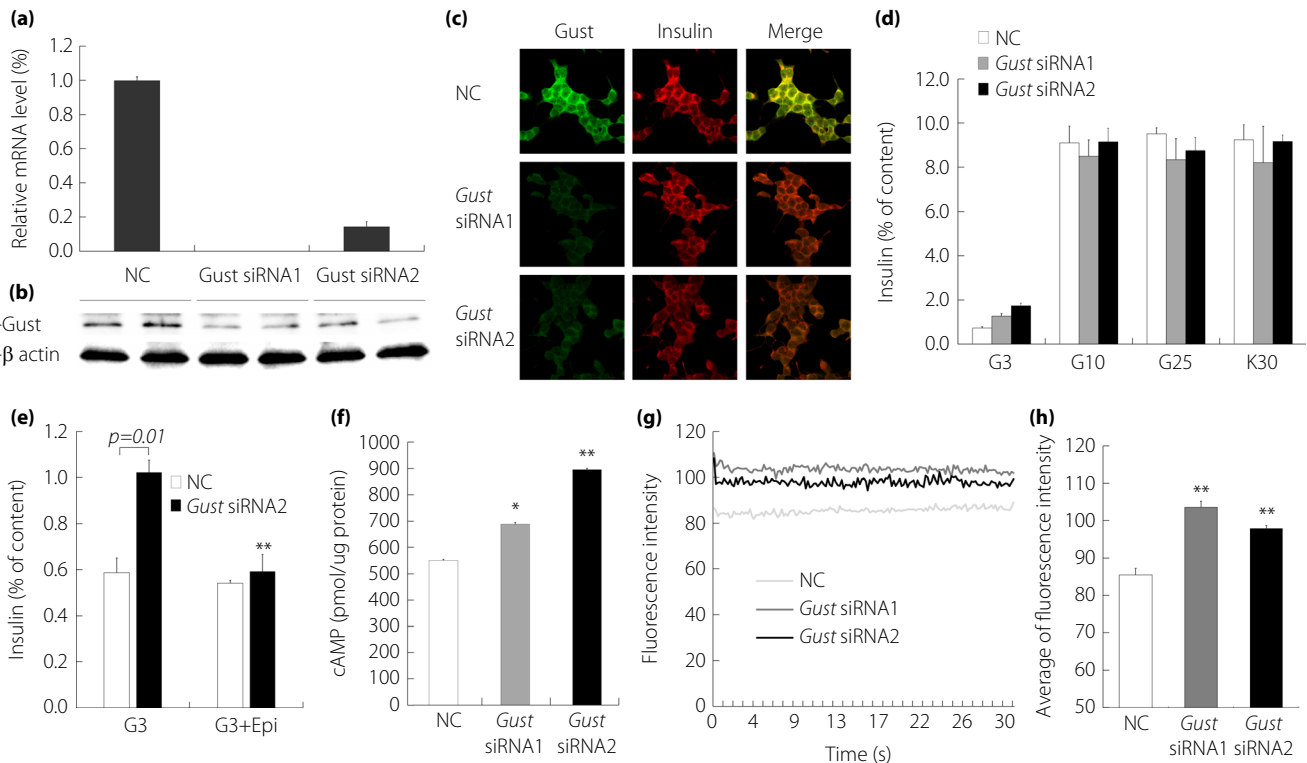 (a)
Relative mRNA level (%)
1.2
1.0
0.8
0.6
0.4
0.2
0.0
NC
Gust siRNA1
Gust siRNA2
(b)
-Gust
-β actin
(c)
Gust
Insulin
Merge
NC
Gust
siRNA1
Gust
siRNA2
(d)
NC
Gust siRNA1
Gust siRNA2
Insulin (% of content)
12.0
10.0
8.0
6.0
4.0
2.0
0.0
G3
G10
G25
K30
(e)
Insulin (% of content)
1.2
1.0
0.8
0.6
0.4
0.2
0.0
p=0.01
NC
Gust siRNA2
**
G3
G3+Epi
(f)
cAMP (pmol/ug protein)
1000
900
800
700
600
500
400
300
200
100
0
*
**
NC
Gust
siRNA1
Gust
siRNA2
(g)
Fluorescence intensity
120
100
80
60
40
20
0
NC
Gust siRNA1
Gust siRNA2
0
4
9
13
17
22
26
30
Time (s)
(h)
Average of fluorescence intensity
120
110
100
90
80
70
60
50
**
**
NC
Gust
siRNA1
Gust
siRNA2